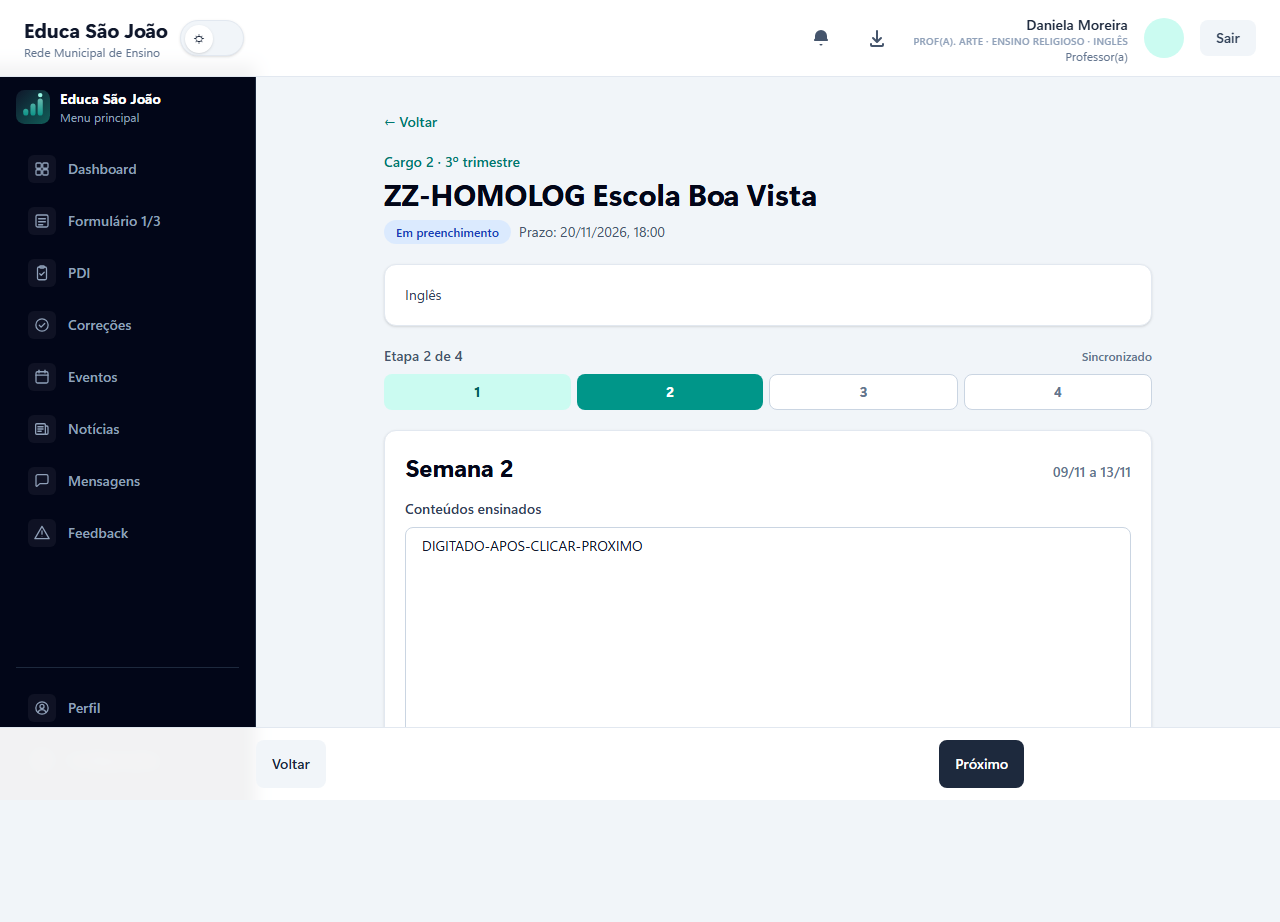 Educa São João
Rede Municipal de Ensino
Daniela Moreira
PROF(A). ARTE · ENSINO RELIGIOSO · INGLÊS
Professor(a)
Sair
Educa São João
Menu principal
Dashboard
Formulário 1/3
PDI
Correções
Eventos
Notícias
Mensagens
Feedback
Perfil
← Voltar
Cargo 2 · 3º trimestre
ZZ-HOMOLOG Escola Boa Vista
Em preenchimento
Prazo: 20/11/2026, 18:00
Inglês
Etapa 2 de 4
Sincronizado
1
2
3
4
Semana 2
09/11 a 13/11
Conteúdos ensinados
DIGITADO-APOS-CLICAR-PROXIMO
Voltar
Próximo